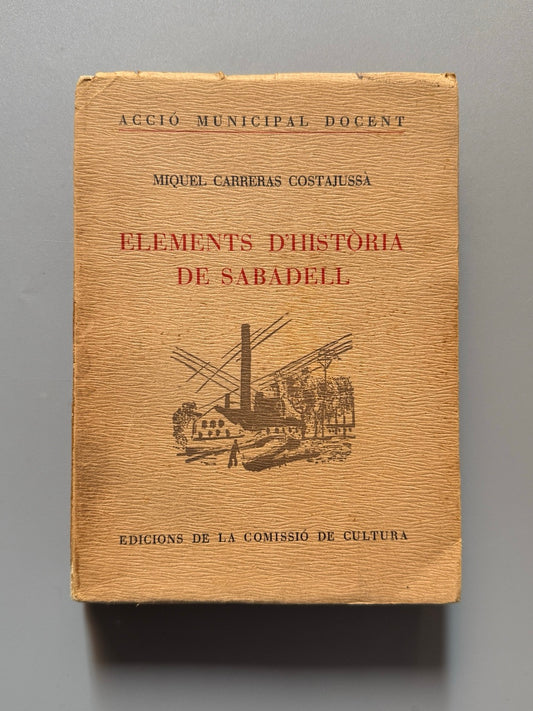 ACCIÓ MUNICIPAL DOCENT
MIQUEL CARRERAS COSTAJUSSÀ
ELEMENTS D'HISTÒRIA
DE SABADELL
EDICIONS DE LA COMISSIÓ DE CULTURA